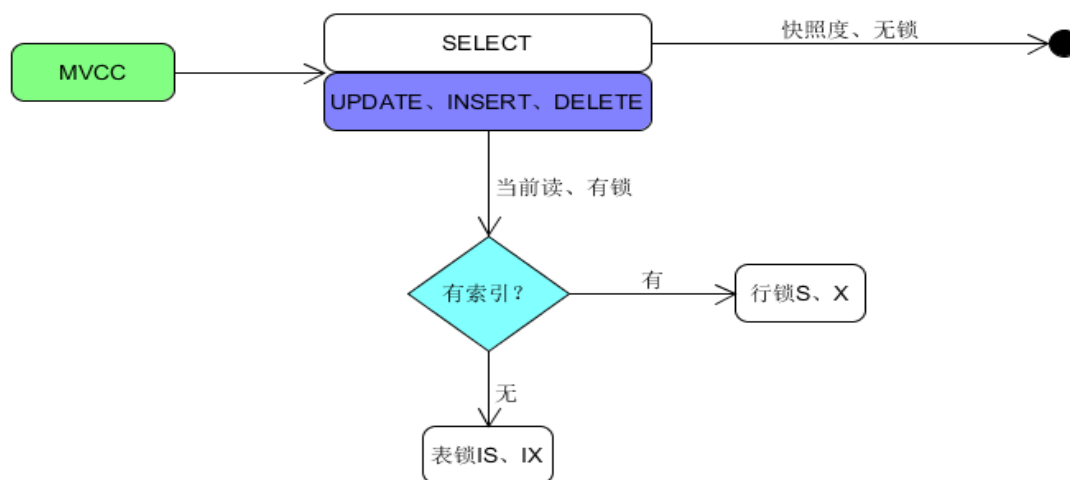 SELECT
快照度、无锁
MVCC
UPDATE、INSERT、DELETE
当前读、有锁
有索引？
有
行锁S、X
无
表锁IS、IX